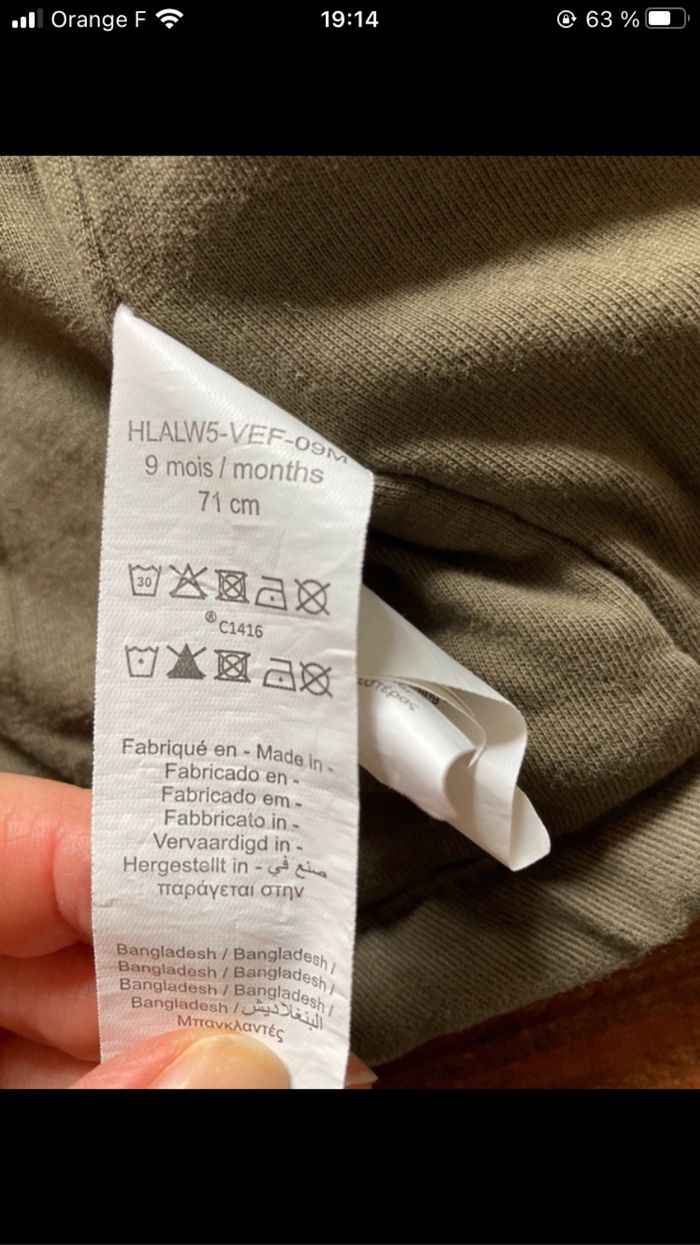 Orange F 19:14 63 %
HLALW5-VEF-09M
9 mois / months
71 cm
30
® C1416
Fabriqué en - Made in -
Fabricado en -
Fabricado em -
Fabbricato in -
Vervaardigd in -
Hergestellt in - صنع في
παράγεται στην
Bangladesh / Bangladesh /
Bangladesh / Bangladesh /
Bangladesh / Bangladesh /
Bangladesh / البنغلاديش
Μπανκλαντές